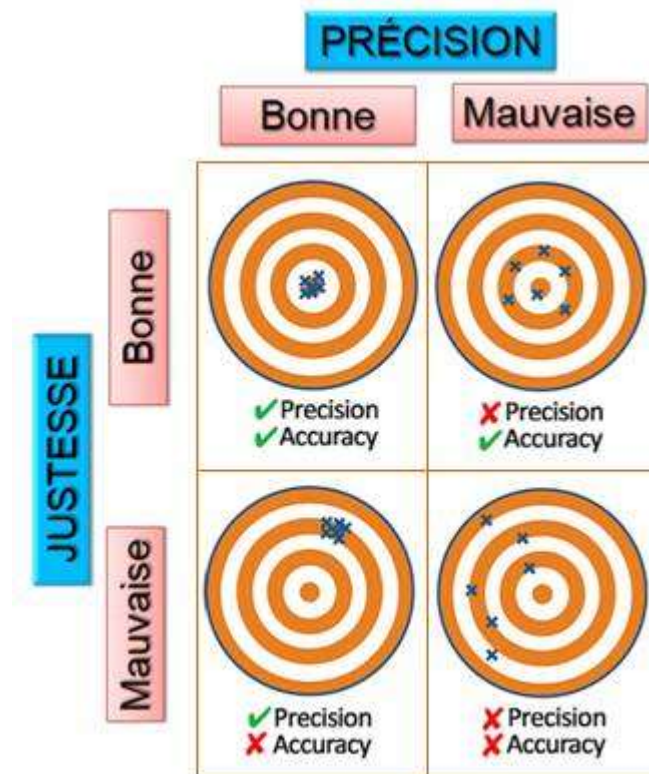 PRÉCISION
Bonne
Mauvaise
JUSTESSE
Bonne
Precision
Accuracy
Precision
Accuracy
Mauvaise
Precision
Accuracy
Precision
Accuracy